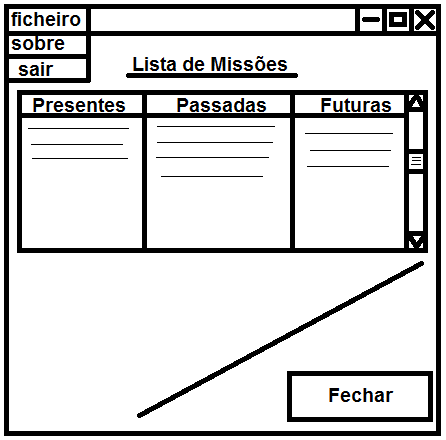 ficheiro
sobre
sair
Lista de Missões
Presentes Passadas Futuras
Fechar